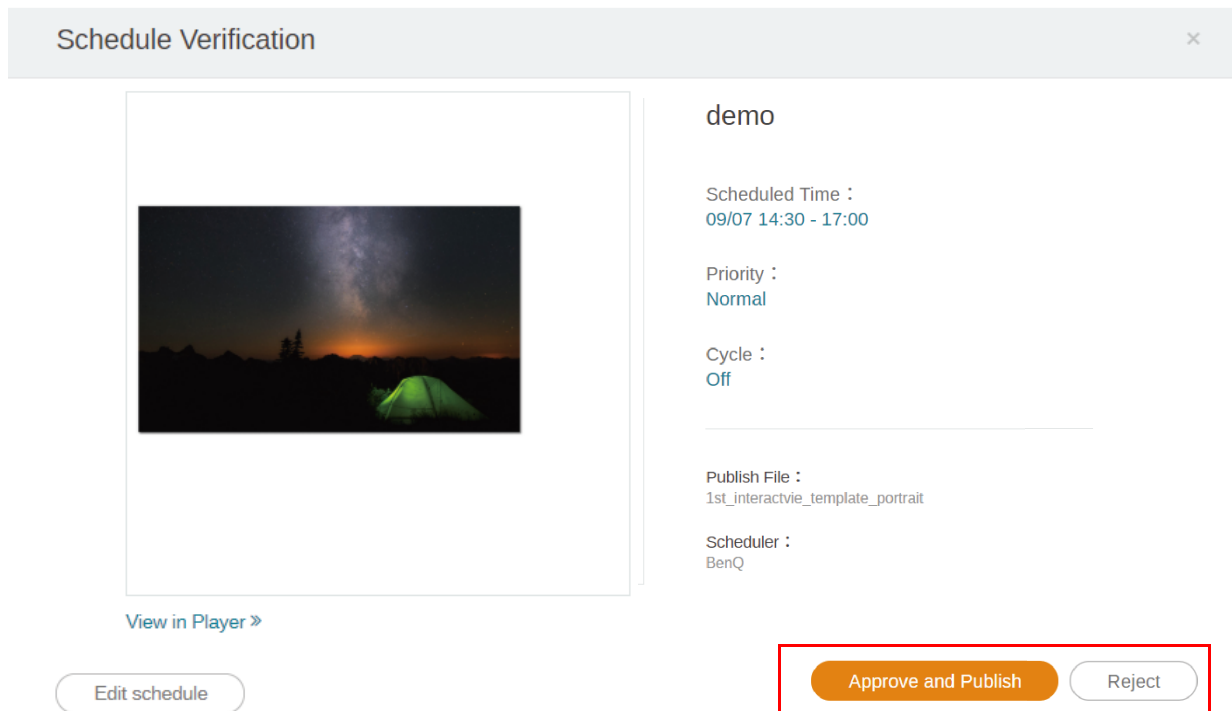 Schedule Verification ×
demo
Scheduled Time：
09/07 14:30 - 17:00
Priority：
Normal
Cycle：
Off
Publish File：
1st_interactvie_template_portrait
Scheduler：
BenQ
View in Player »
Edit schedule
Approve and Publish
Reject